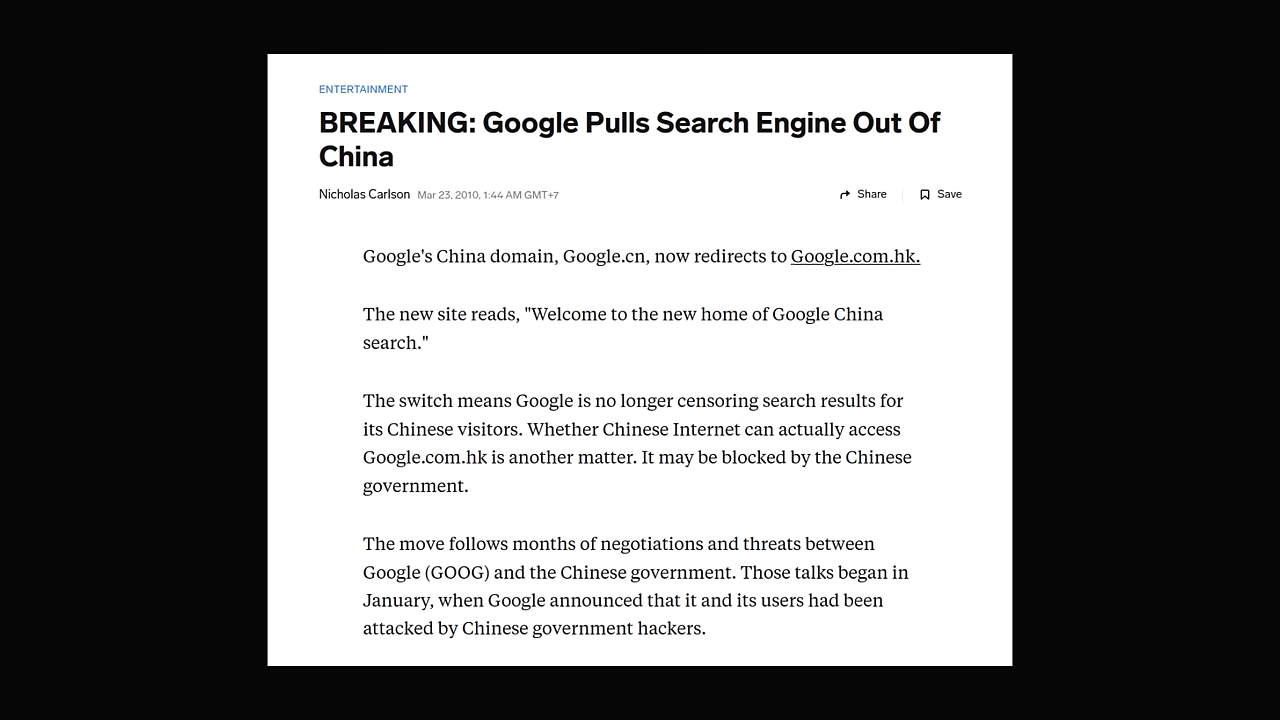 ENTERTAINMENT
BREAKING: Google Pulls Search Engine Out Of
China
Nicholas Carlson Mar 23, 2010, 1:44 AM GMT+7
Share
Save
Google's China domain, Google.cn, now redirects to Google.com.hk.
The new site reads, "Welcome to the new home of Google China
search."
The switch means Google is no longer censoring search results for
its Chinese visitors. Whether Chinese Internet can actually access
Google.com.hk is another matter. It may be blocked by the Chinese
government.
The move follows months of negotiations and threats between
Google (GOOG) and the Chinese government. Those talks began in
January, when Google announced that it and its users had been
attacked by Chinese government hackers.